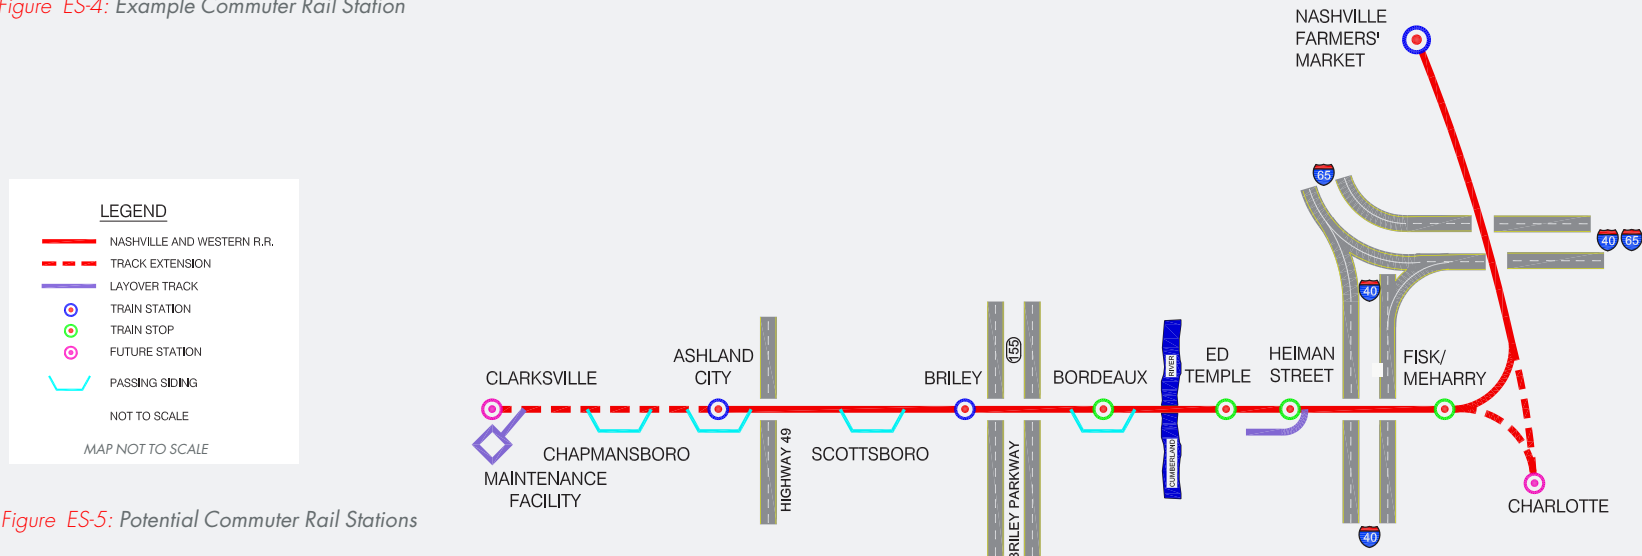 Figure ES-4: Example Commuter Rail Station
NASHVILLE
FARMERS'
MARKET
65
40 65
40
LEGEND
NASHVILLE AND WESTERN R.R.
TRACK EXTENSION
LAYOVER TRACK
TRAIN STATION
TRAIN STOP
FUTURE STATION
PASSING SIDING
NOT TO SCALE
MAP NOT TO SCALE
CLARKSVILLE
ASHLAND
CITY
BRILEY
155
BORDEAUX
RIVER
ED
TEMPLE
HEIMAN
STREET
FISK/
MEHARRY
CHAPMANSBORO
MAINTENANCE
FACILITY
HIGHWAY 49
SCOTTSBORO
BRILEY PARKWAY
CUMBERLAND
CHARLOTTE
40
Figure ES-5: Potential Commuter Rail Stations